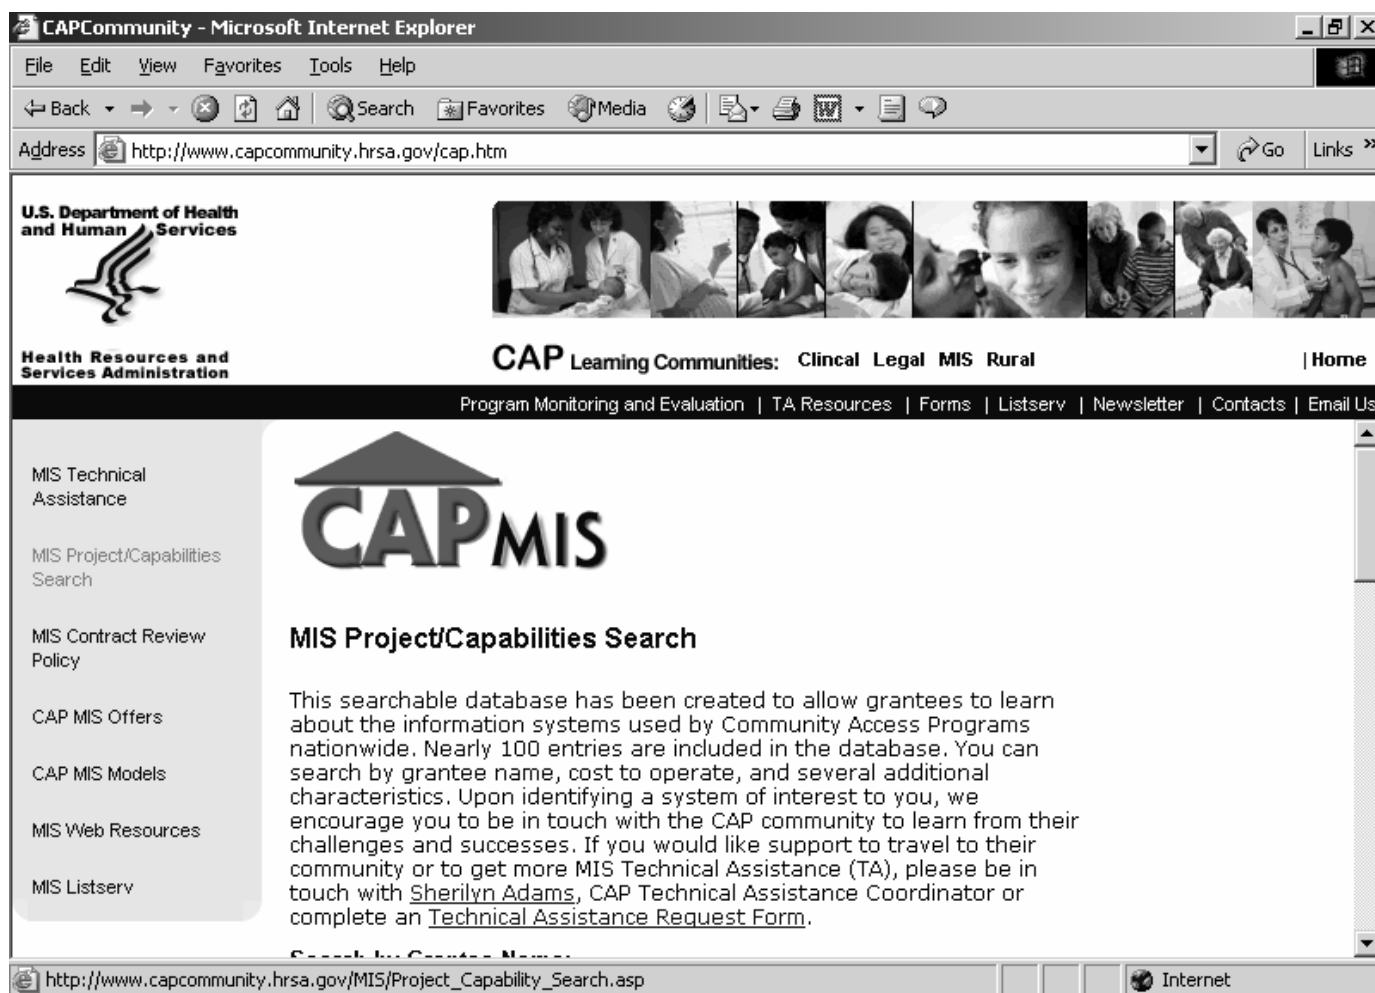 CAPCommunity - Microsoft Internet Explorer
File Edit View Favorites Tools Help
Back Search Favorites Media
Address http://www.capcommunity.hrsa.gov/cap.htm Go Links »
U.S. Department of Health
and Human Services
Health Resources and
Services Administration
CAP Learning Communities: Clincal Legal MIS Rural | Home
Program Monitoring and Evaluation | TA Resources | Forms | Listserv | Newsletter | Contacts | Email Us
MIS Technical
Assistance
MIS Project/Capabilities
Search
MIS Contract Review
Policy
CAP MIS Offers
CAP MIS Models
MIS Web Resources
MIS Listserv
CAPMIS
MIS Project/Capabilities Search
This searchable database has been created to allow grantees to learn
about the information systems used by Community Access Programs
nationwide. Nearly 100 entries are included in the database. You can
search by grantee name, cost to operate, and several additional
characteristics. Upon identifying a system of interest to you, we
encourage you to be in touch with the CAP community to learn from their
challenges and successes. If you would like support to travel to their
community or to get more MIS Technical Assistance (TA), please be in
touch with Sherilyn Adams, CAP Technical Assistance Coordinator or
complete an Technical Assistance Request Form.
Search by Grantee Name:
http://www.capcommunity.hrsa.gov/MIS/Project_Capability_Search.asp Internet